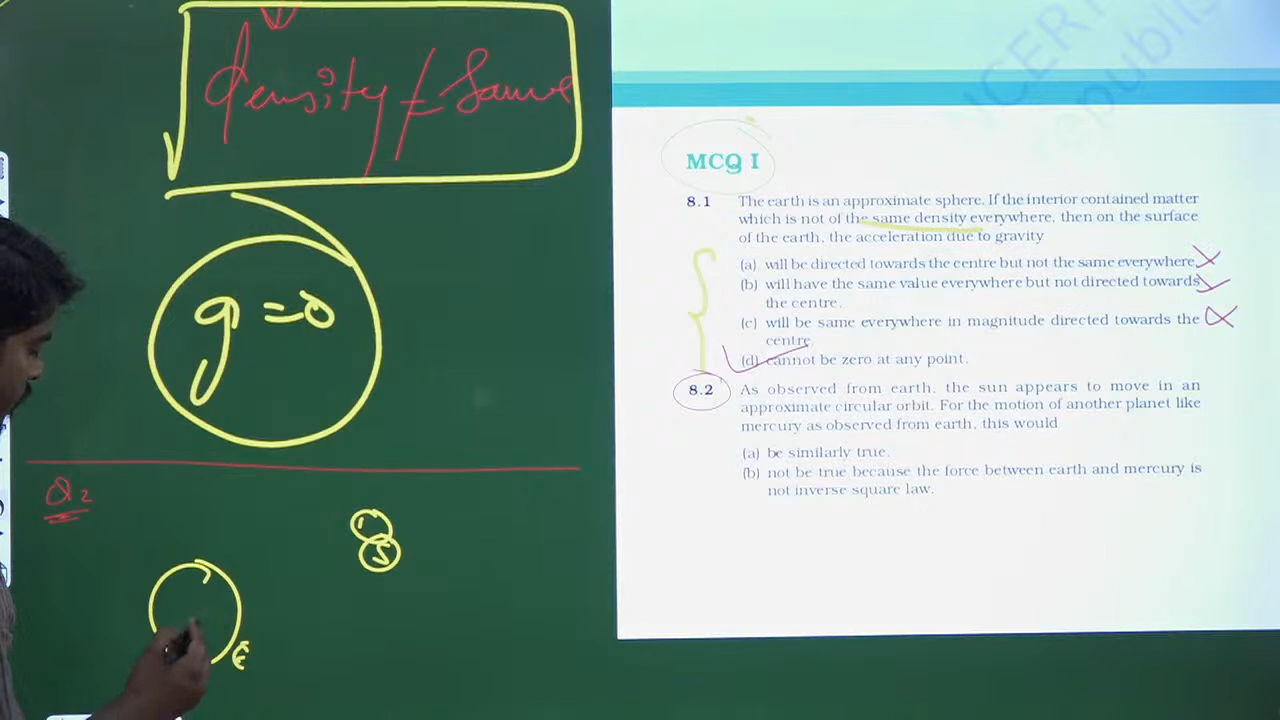 density ≠ Same
g = 0
Q2
S
E
NCERT
republis
MCQ I
8.1 The earth is an approximate sphere. If the interior contained matter
which is not of the same density everywhere, then on the surface
of the earth, the acceleration due to gravity
(a) will be directed towards the centre but not the same everywhere.
(b) will have the same value everywhere but not directed towards
the centre.
(c) will be same everywhere in magnitude directed towards the
centre.
(d) cannot be zero at any point.
8.2 As observed from earth, the sun appears to move in an
approximate circular orbit. For the motion of another planet like
mercury as observed from earth, this would
(a) be similarly true.
(b) not be true because the force between earth and mercury is
not inverse square law.